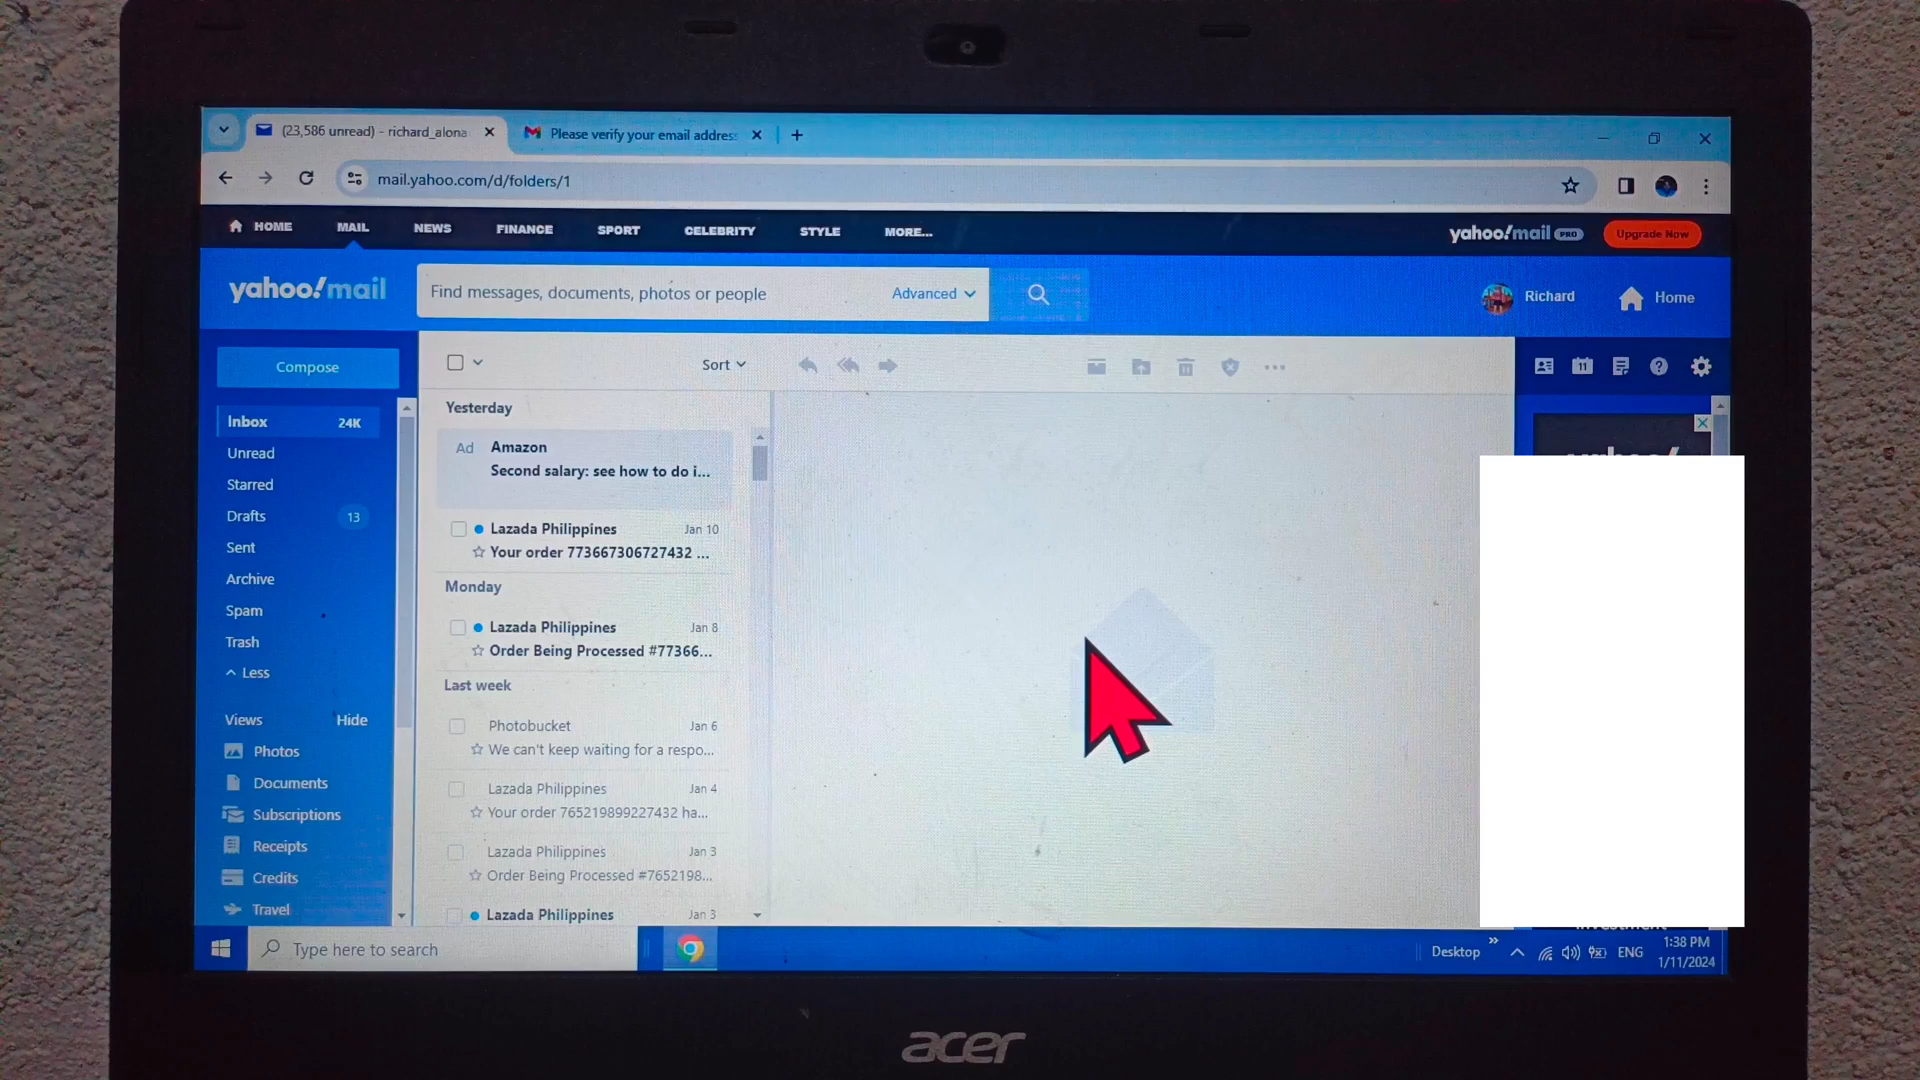 (23,586 unread) - richard_alona
Please verify your email address
mail.yahoo.com/d/folders/1
HOME MAIL NEWS FINANCE SPORT CELEBRITY STYLE MORE...
yahoo!mail PRO Upgrade Now
yahoo!mail
Find messages, documents, photos or people Advanced
Richard Home
Compose
Sort
11
Inbox 24K
Unread
Starred
Drafts 13
Sent
Archive
Spam
Trash
Less
Views Hide
Photos
Documents
Subscriptions
Receipts
Credits
Travel
Yesterday
Ad Amazon
Second salary: see how to do i...
Lazada Philippines Jan 10
Your order 773667306727432 ...
Monday
Lazada Philippines Jan 8
Order Being Processed #77366...
Last week
Photobucket Jan 6
We can't keep waiting for a respo...
Lazada Philippines Jan 4
Your order 765219899227432 ha...
Lazada Philippines Jan 3
Order Being Processed #7652198...
Lazada Philippines Jan 3
Type here to search
Desktop ENG 1:38 PM
1/11/2024
acer